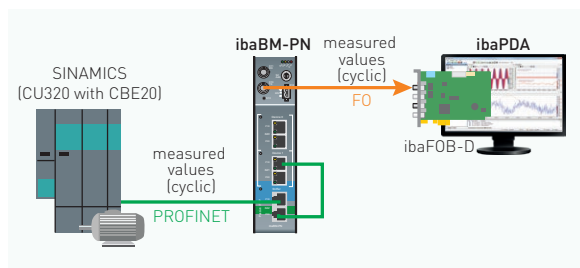 ibaBM-PN
measured
values
(cyclic)
FO
ibaPDA
ibaFOB-D
SINAMICS
(CU320 with CBE20)
measured
values
(cyclic)
PROFINET